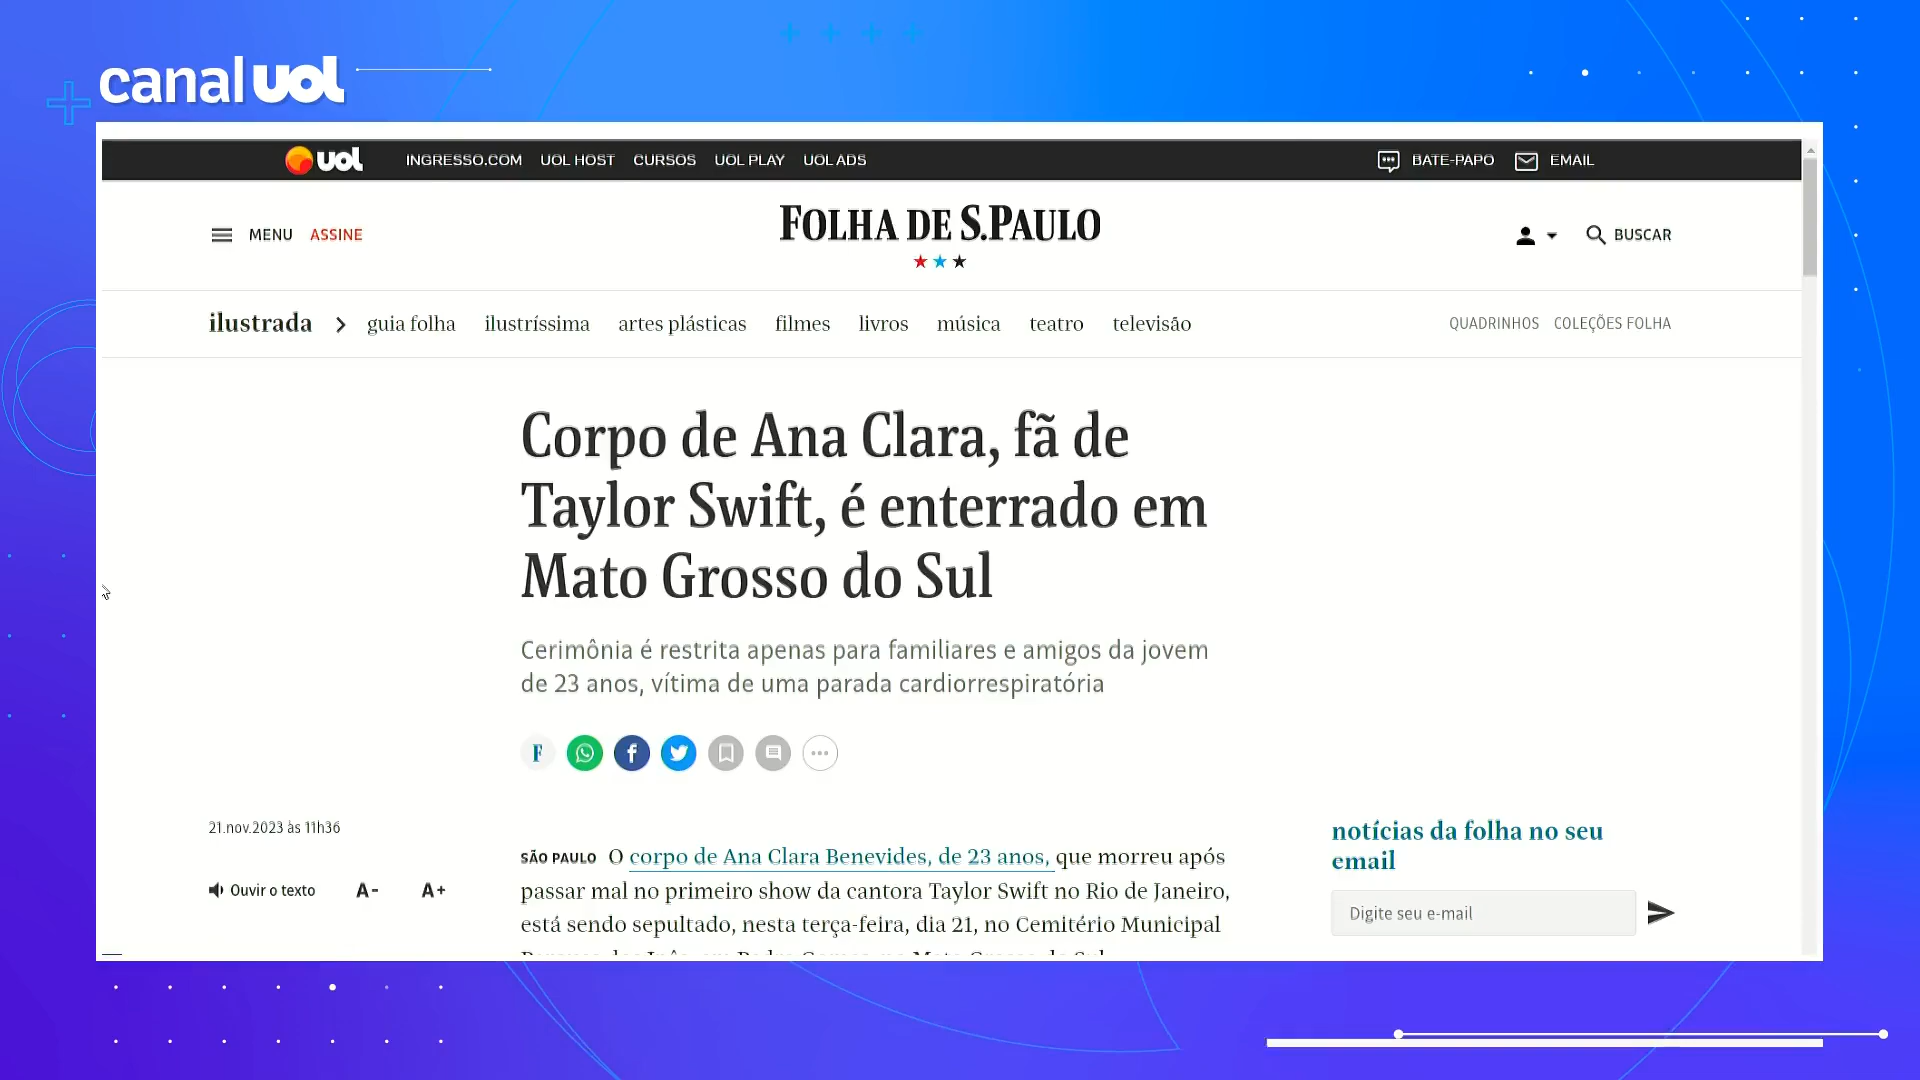 canal uol
uol INGRESSO.COM UOL HOST CURSOS UOL PLAY UOL ADS BATE-PAPO EMAIL
MENU ASSINE FOLHA DE S.PAULO BUSCAR
ilustrada guia folha ilustríssima artes plásticas filmes livros música teatro televisão QUADRINHOS COLEÇÕES FOLHA
Corpo de Ana Clara, fã de
Taylor Swift, é enterrado em
Mato Grosso do Sul
Cerimônia é restrita apenas para familiares e amigos da jovem
de 23 anos, vítima de uma parada cardiorrespiratória
F
21.nov.2023 às 11h36
Ouvir o texto A- A+
SÃO PAULO O corpo de Ana Clara Benevides, de 23 anos, que morreu após
passar mal no primeiro show da cantora Taylor Swift no Rio de Janeiro,
está sendo sepultado, nesta terça-feira, dia 21, no Cemitério Municipal
notícias da folha no seu
email
Digite seu e-mail